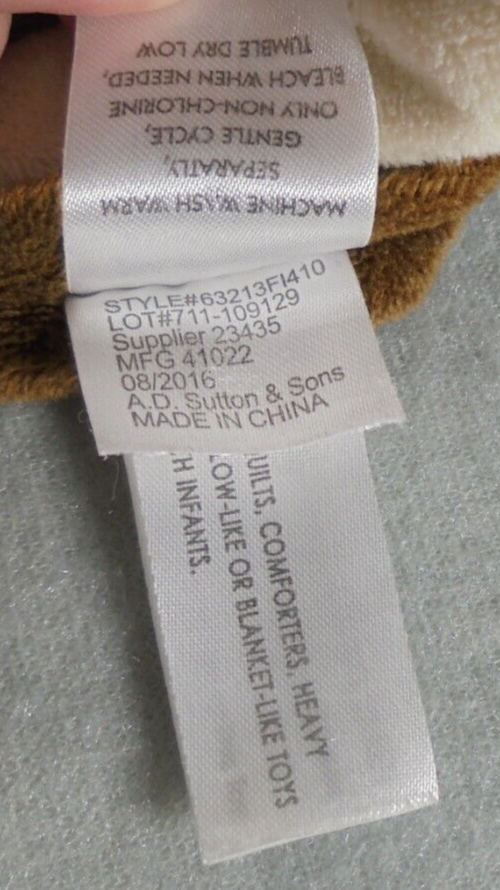 MACHINE WASH WARM
SEPARATLY,
GENTLE CYCLE,
ONLY NON-CHLORINE
BLEACH WHEN NEEDED,
TUMBLE DRY LOW
STYLE#63213FI410
LOT#711-109129
Supplier 23435
MFG 41022
08/2016
A.D. Sutton & Sons
MADE IN CHINA
UILTS, COMFORTERS, HEAVY
LOW-LIKE OR BLANKET-LIKE TOYS
H INFANTS.